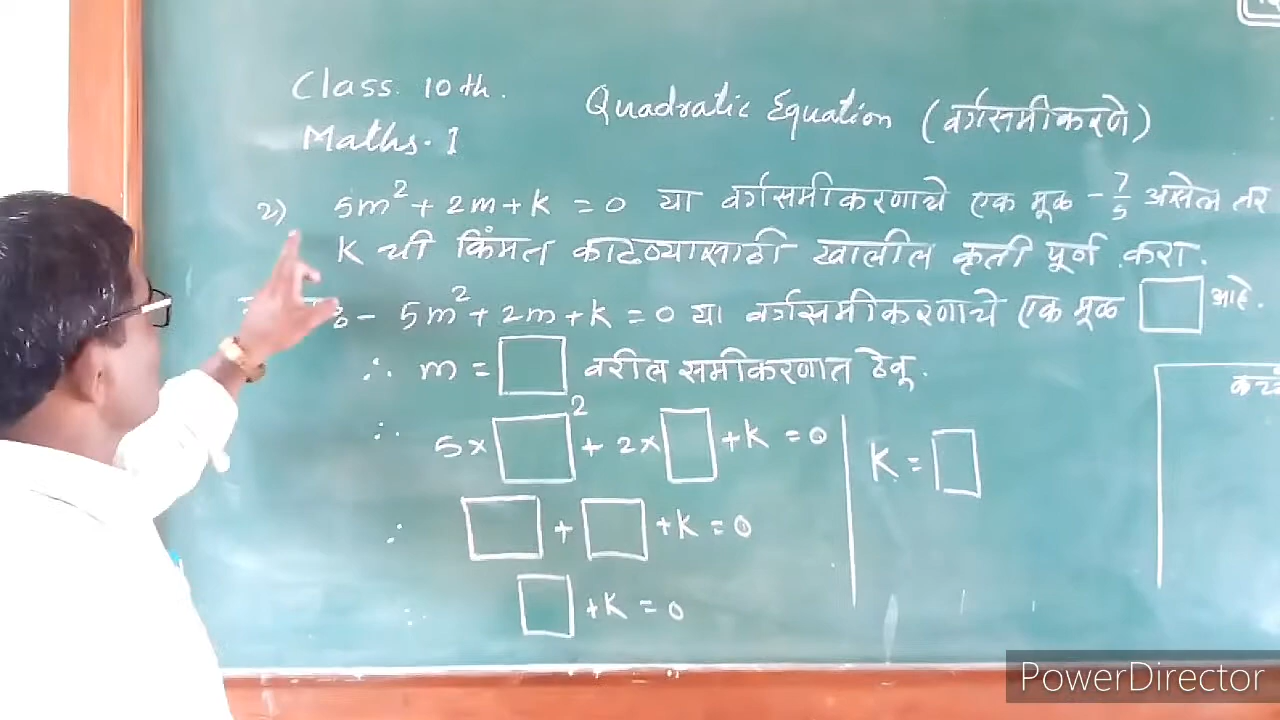 Class. 10th.
Maths. I
Quadratic Equation (वर्गसमीकरणे)
2) 5m² + 2m + k = 0 या वर्गसमीकरणाचे एक मूळ - 7/5 असेल तर
K ची किंमत काढण्यासाठी खालील कृती पूर्ण करा.
- 5m² + 2m + k = 0 या वर्गसमीकरणाचे एक मूळ □ आहे.
∴ m = □ वरील समीकरणात ठेवू.
∴ 5 × □² + 2 × □ + k = 0
∴ □ + □ + k = 0
∴ □ + k = 0
K = □
PowerDirector